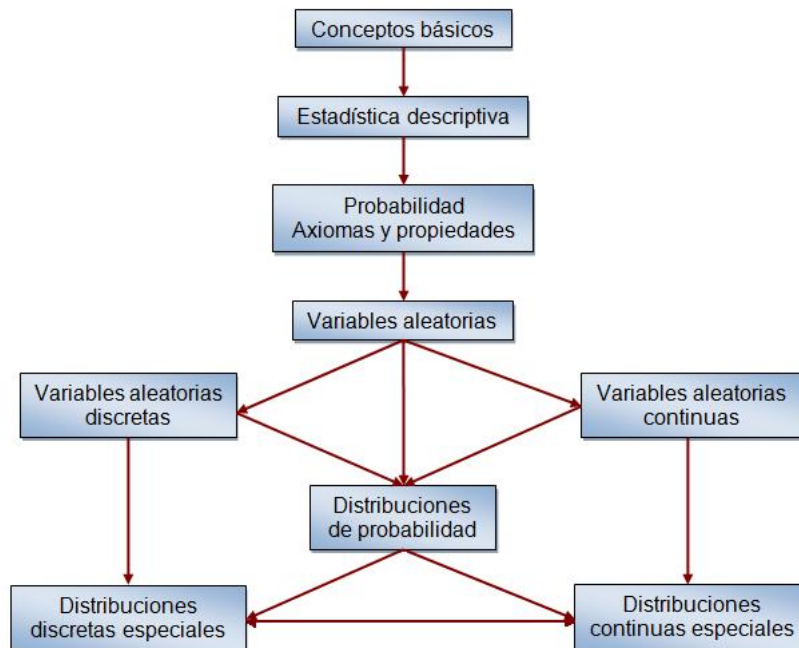 Conceptos básicos
Estadística descriptiva
Probabilidad
Axiomas y propiedades
Variables aleatorias
Variables aleatorias
discretas
Variables aleatorias
continuas
Distribuciones
de probabilidad
Distribuciones
discretas especiales
Distribuciones
continuas especiales